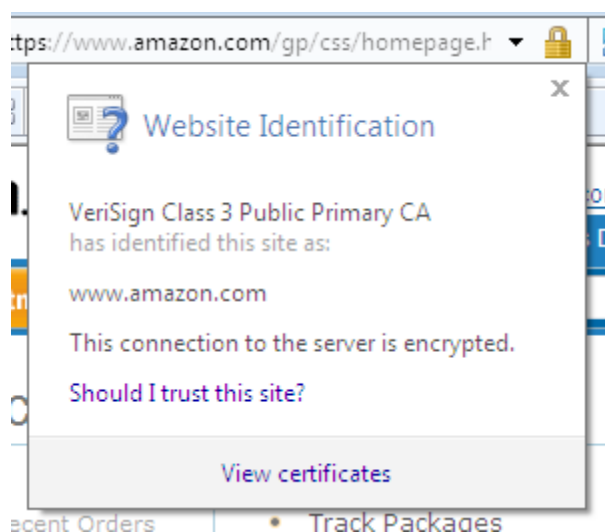 ttps://www.amazon.com/gp/css/homepage.h
Website Identification
VeriSign Class 3 Public Primary CA
has identified this site as:
www.amazon.com
This connection to the server is encrypted.
Should I trust this site?
View certificates
ecent Orders
• Track Packages